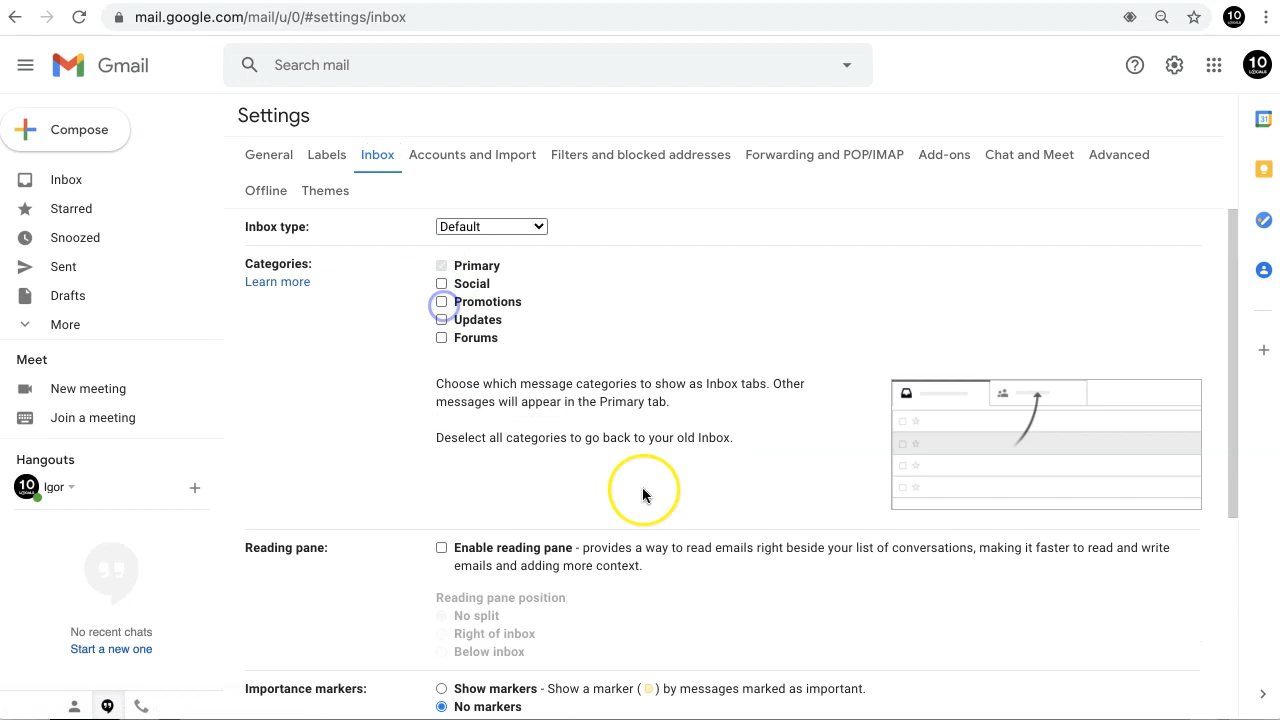 mail.google.com/mail/u/0/#settings/inbox
10
Gmail
Search mail
10
LOCALS
Settings
Compose
General Labels Inbox Accounts and Import Filters and blocked addresses Forwarding and POP/IMAP Add-ons Chat and Meet Advanced
Offline Themes
31
Inbox
Starred
Snoozed
Sent
Drafts
More
Inbox type:
Default
Categories:
Learn more
Primary
Social
Promotions
Updates
Forums
Choose which message categories to show as Inbox tabs. Other
messages will appear in the Primary tab.
Deselect all categories to go back to your old Inbox.
Meet
New meeting
Join a meeting
Hangouts
10
Igor
No recent chats
Start a new one
Reading pane:
Enable reading pane - provides a way to read emails right beside your list of conversations, making it faster to read and write
emails and adding more context.
Reading pane position
No split
Right of inbox
Below inbox
Importance markers:
Show markers - Show a marker ( ) by messages marked as important.
No markers